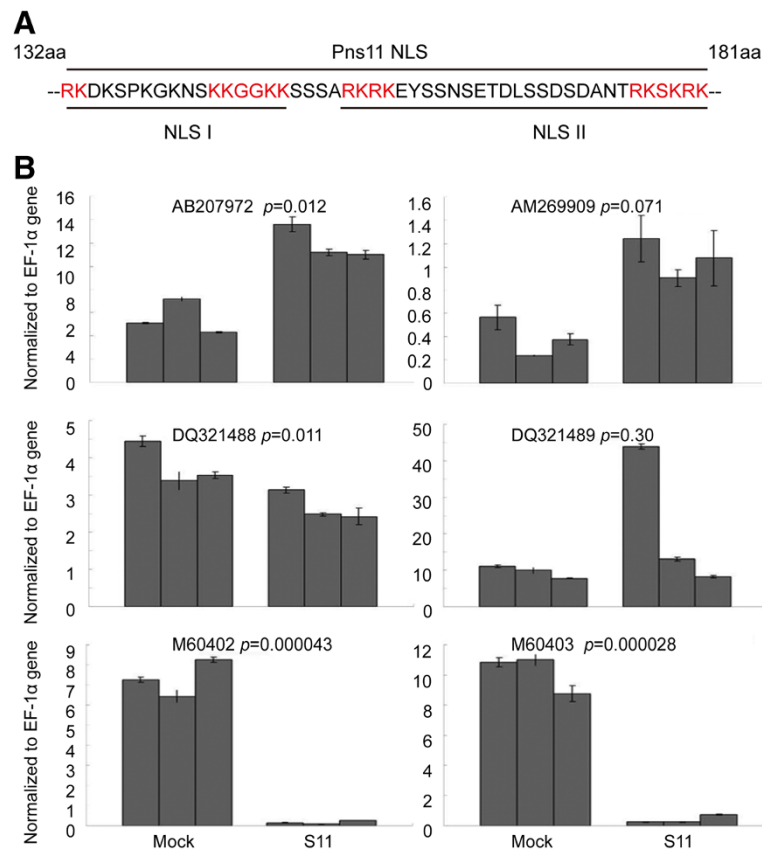 A
132aa Pns11 NLS 181aa
--RKDKSPKGKNSKKGGKKSSSARKRKEYSSNSETDLSSDSDANTRKSKRK--
NLS I NLS II
B
Normalized to EF-1α gene
16
14
12
8
2
4
0
AB207972 p=0.012
1.6
1.4
1.2
1
0.8
0.6
0.4
0.2
0
AM269909 p=0.071
Normalized to EF-1α gene
5
4
3
2
1
0
DQ321488 p=0.011
50
40
30
20
10
0
DQ321489 p=0.30
Normalized to EF-1α gene
9
8
7
6
5
4
3
2
1
0
M60402 p=0.000043
12
10
8
6
4
2
0
M60403 p=0.000028
Mock S11
Mock S11